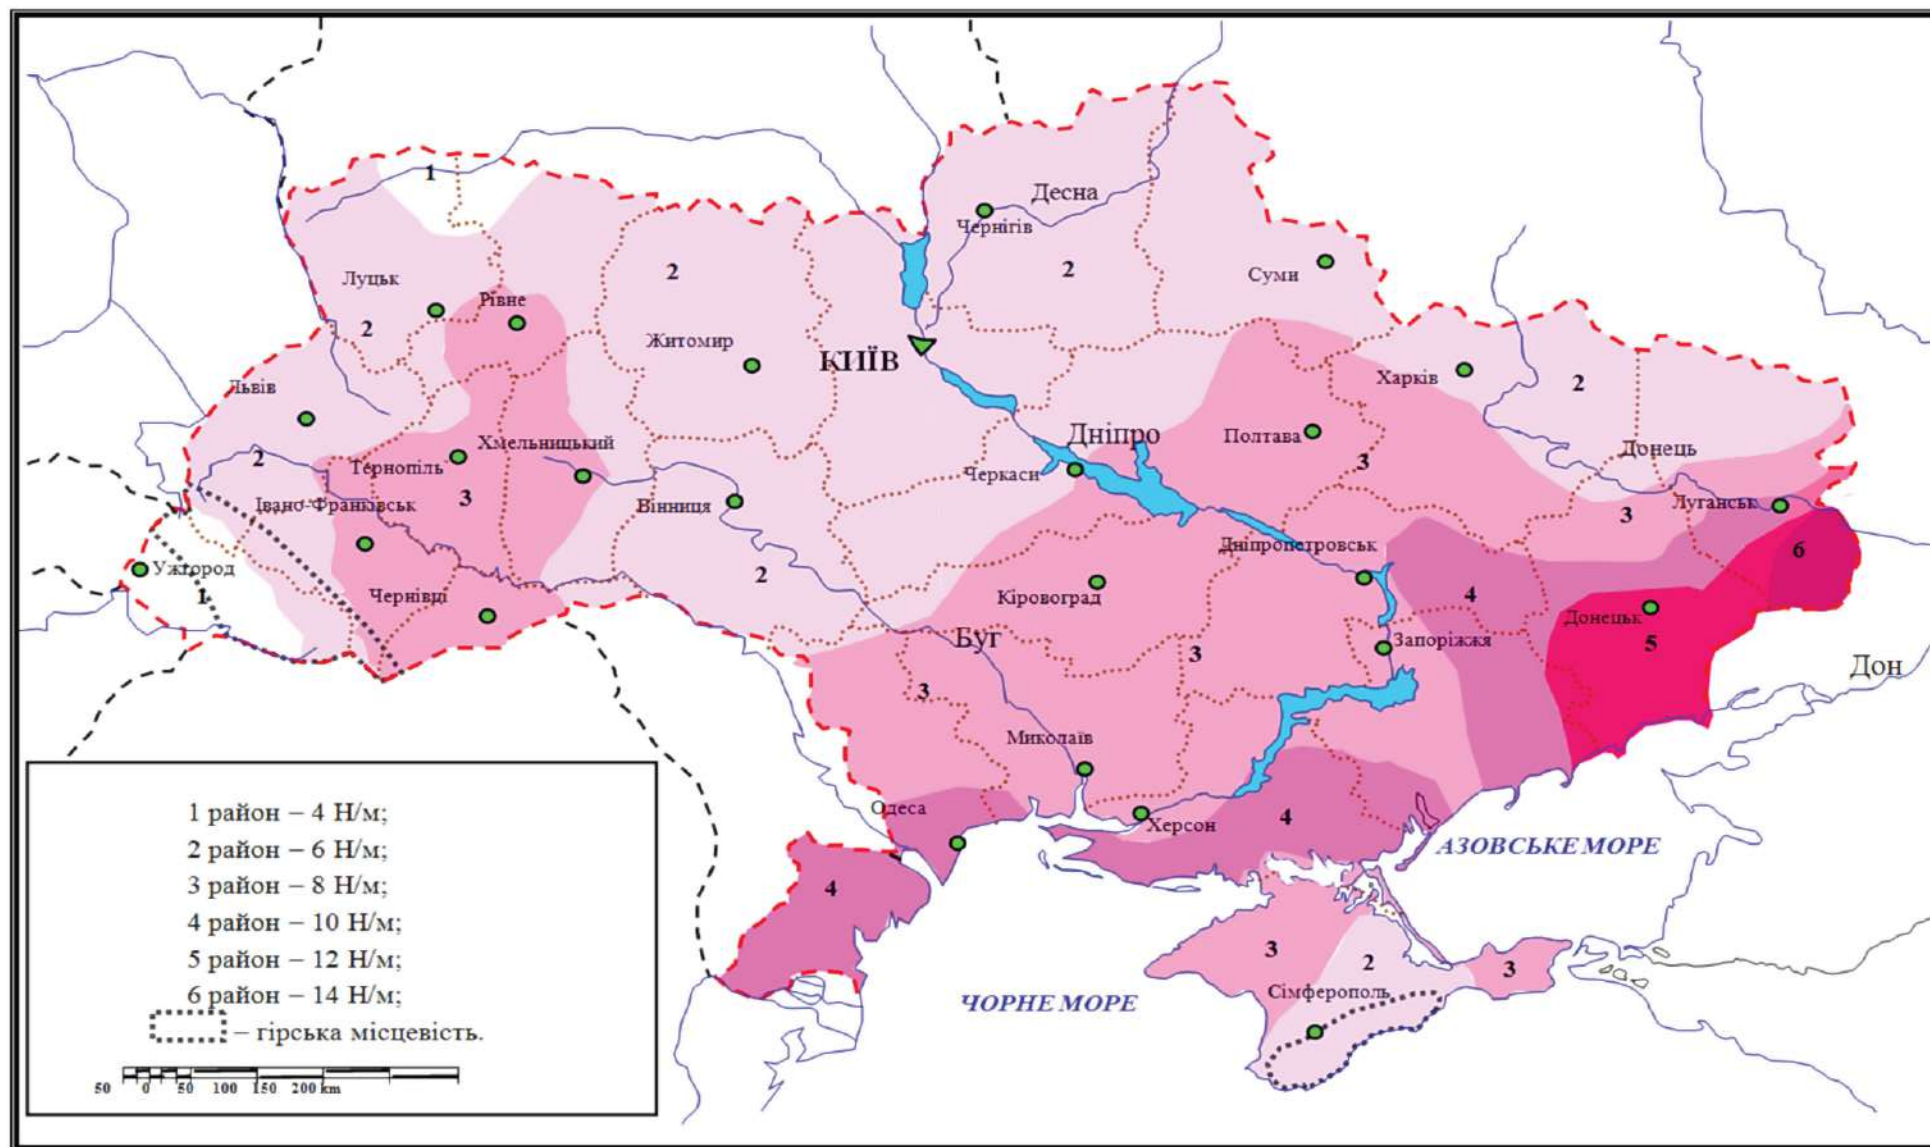 1
Десна
Чернігів
2
2
Суми
Луцьк
Рівне
2
Житомир
КИЇВ
Харків
2
Львів
Дніпро
Полтава
Хмельницький
2
Тернопіль
Черкаси
3
Донець
3
Івано-Франківськ
Вінниця
Луганськ
3
Дніпропетровськ
6
Ужгород
1
2
Чернівці
Кіровоград
4
Донецьк
Буг
Запоріжжя
5
3
3
Дон
Миколаїв
Одеса
Херсон
4
АЗОВСЬКЕ МОРЕ
4
3
2
3
Сімферополь
ЧОРНЕ МОРЕ
1 район – 4 Н/м;
2 район – 6 Н/м;
3 район – 8 Н/м;
4 район – 10 Н/м;
5 район – 12 Н/м;
6 район – 14 Н/м;
– гірська місцевість.
50 0 50 100 150 200 km